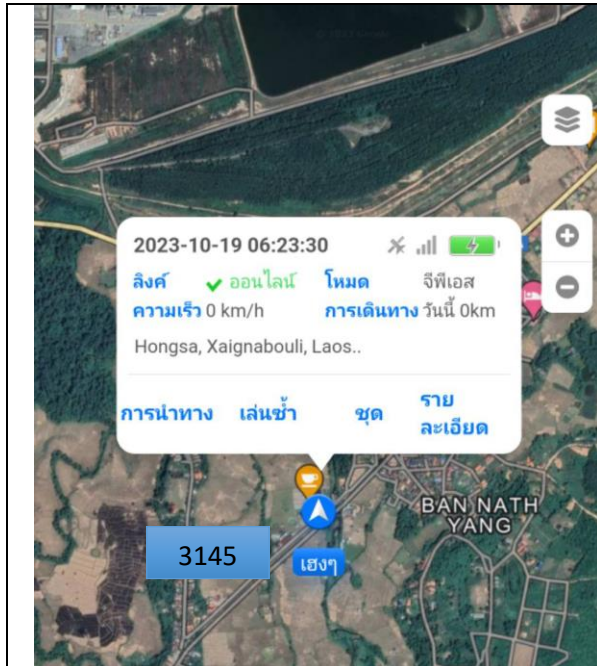 2023-10-19 06:23:30
ลิงค์ ออนไลน์ โหมด จีพีเอส
ความเร็ว 0 km/h การเดินทาง วันนี้ 0km
Hongsa, Xaignabouli, Laos..
การนำทาง เล่นซ้ำ ชุด ราย
ละเอียด
BAN NATH
YANG
3145
เฮงๆ